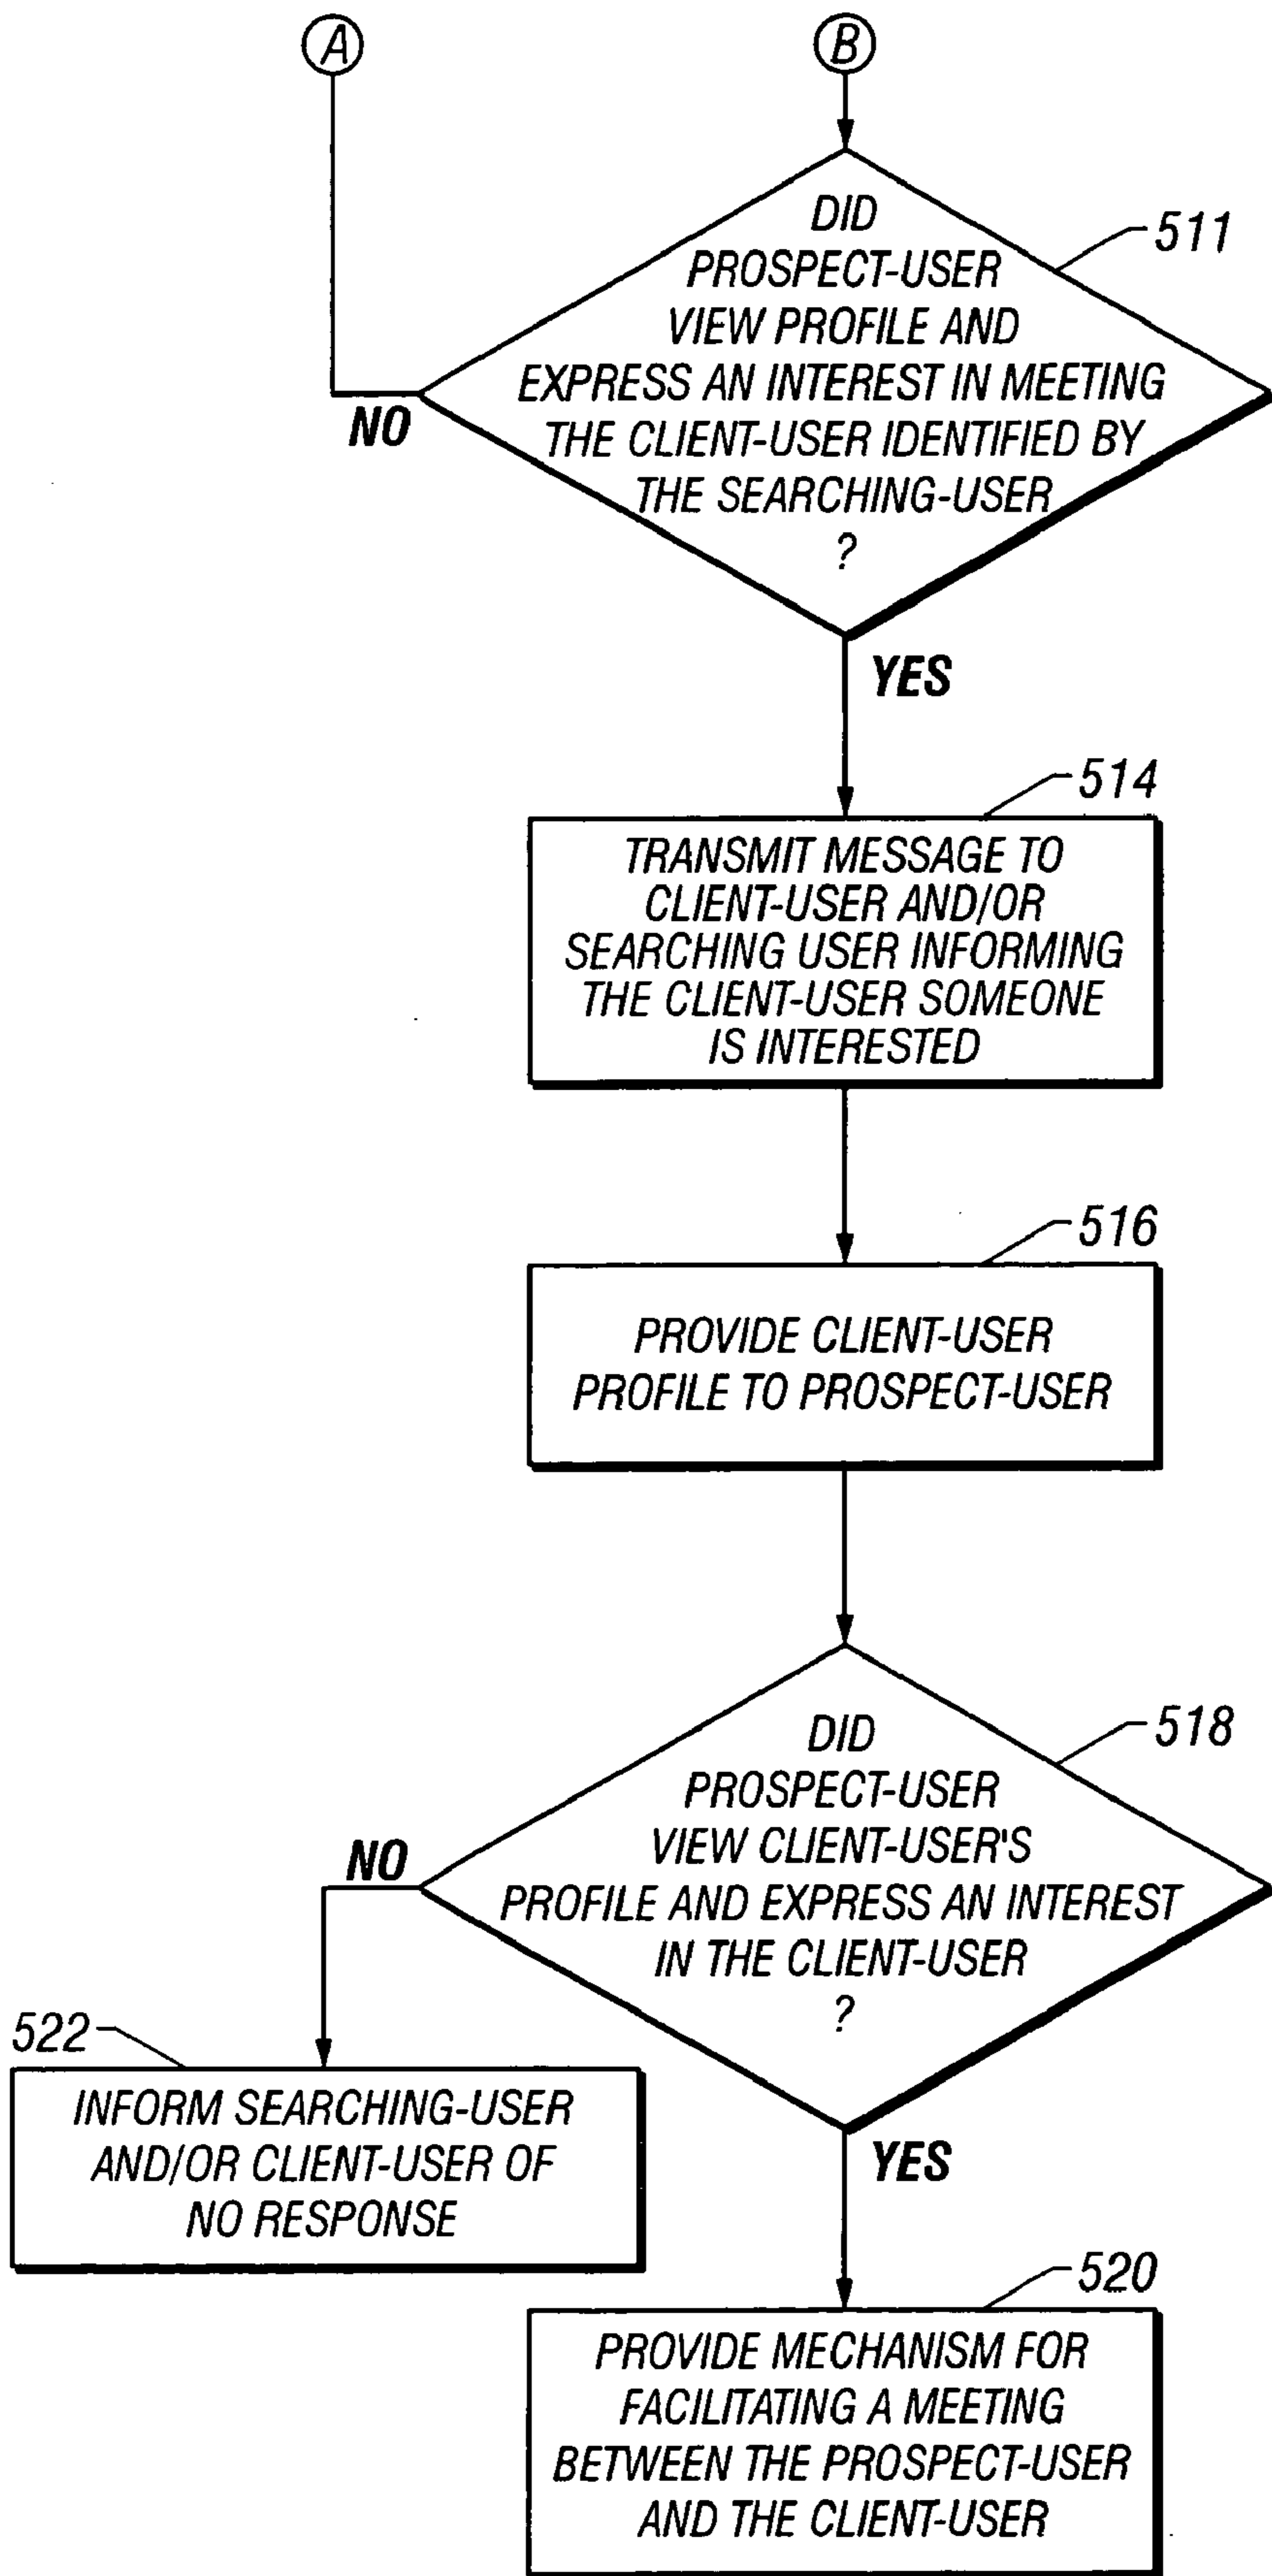 A
B
DID
PROSPECT-USER
VIEW PROFILE AND
EXPRESS AN INTEREST IN MEETING
THE CLIENT-USER IDENTIFIED BY
THE SEARCHING-USER
?
511
NO
YES
514
TRANSMIT MESSAGE TO
CLIENT-USER AND/OR
SEARCHING USER INFORMING
THE CLIENT-USER SOMEONE
IS INTERESTED
516
PROVIDE CLIENT-USER
PROFILE TO PROSPECT-USER
518
DID
PROSPECT-USER
VIEW CLIENT-USER'S
PROFILE AND EXPRESS AN INTEREST
IN THE CLIENT-USER
?
NO
522
INFORM SEARCHING-USER
AND/OR CLIENT-USER OF
NO RESPONSE
YES
520
PROVIDE MECHANISM FOR
FACILITATING A MEETING
BETWEEN THE PROSPECT-USER
AND THE CLIENT-USER